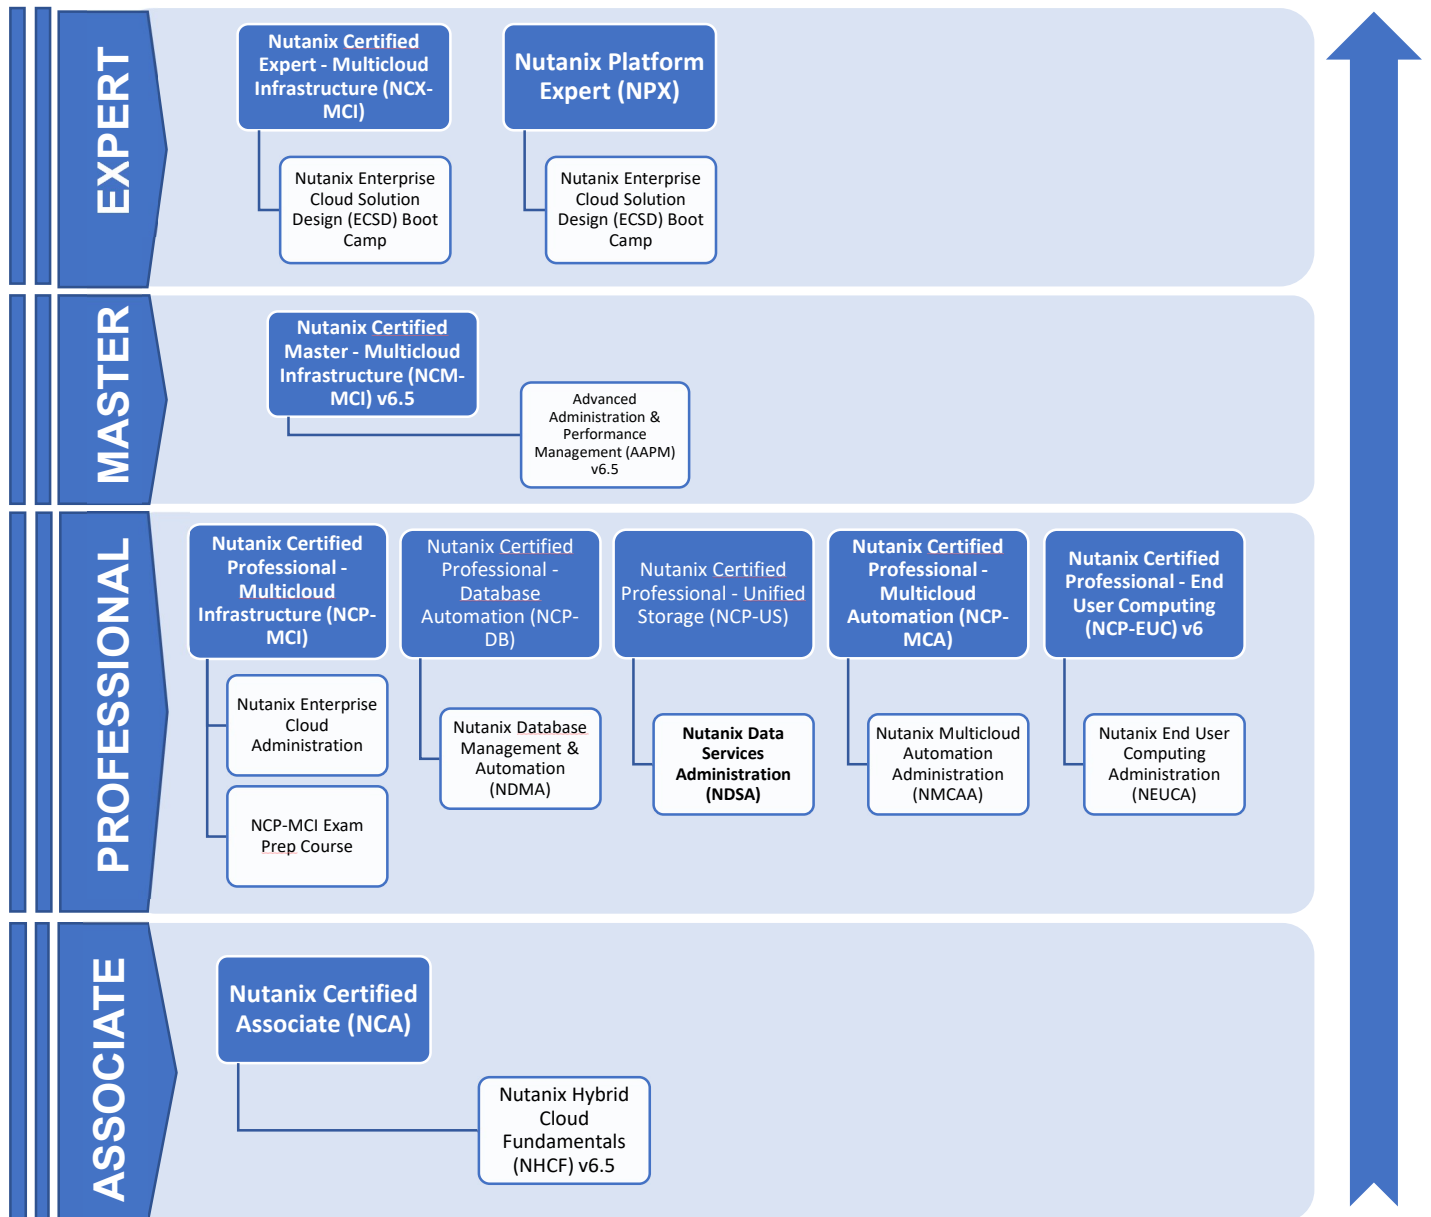 EXPERT
Nutanix Certified
Expert - Multicloud
Infrastructure (NCX-
MCI)
Nutanix Platform
Expert (NPX)
Nutanix Enterprise
Cloud Solution
Design (ECSD) Boot
Camp
Nutanix Enterprise
Cloud Solution
Design (ECSD) Boot
Camp
MASTER
Nutanix Certified
Master - Multicloud
Infrastructure (NCM-
MCI) v6.5
Advanced
Administration &
Performance
Management (AAPM)
v6.5
PROFESSIONAL
Nutanix Certified
Professional -
Multicloud
Infrastructure (NCP-
MCI)
Nutanix Certified
Professional -
Database
Automation (NCP-
DB)
Nutanix Certified
Professional - Unified
Storage (NCP-US)
Nutanix Certified
Professional -
Multicloud
Automation (NCP-
MCA)
Nutanix Certified
Professional - End
User Computing
(NCP-EUC) v6
Nutanix Enterprise
Cloud
Administration
NCP-MCI Exam
Prep Course
Nutanix Database
Management &
Automation
(NDMA)
Nutanix Data
Services
Administration
(NDSA)
Nutanix Multicloud
Automation
Administration
(NMCAA)
Nutanix End User
Computing
Administration
(NEUCA)
ASSOCIATE
Nutanix Certified
Associate (NCA)
Nutanix Hybrid
Cloud
Fundamentals
(NHCF) v6.5